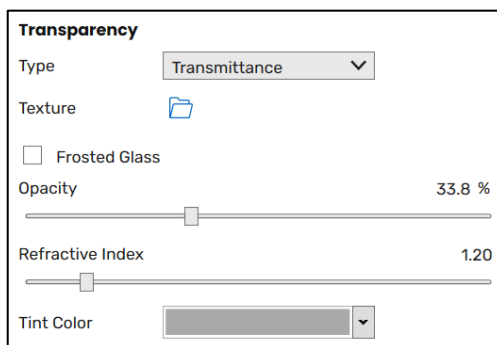 Transparency
Type Transmittance
Texture
Frosted Glass
Opacity 33.8 %
Refractive Index 1.20
Tint Color